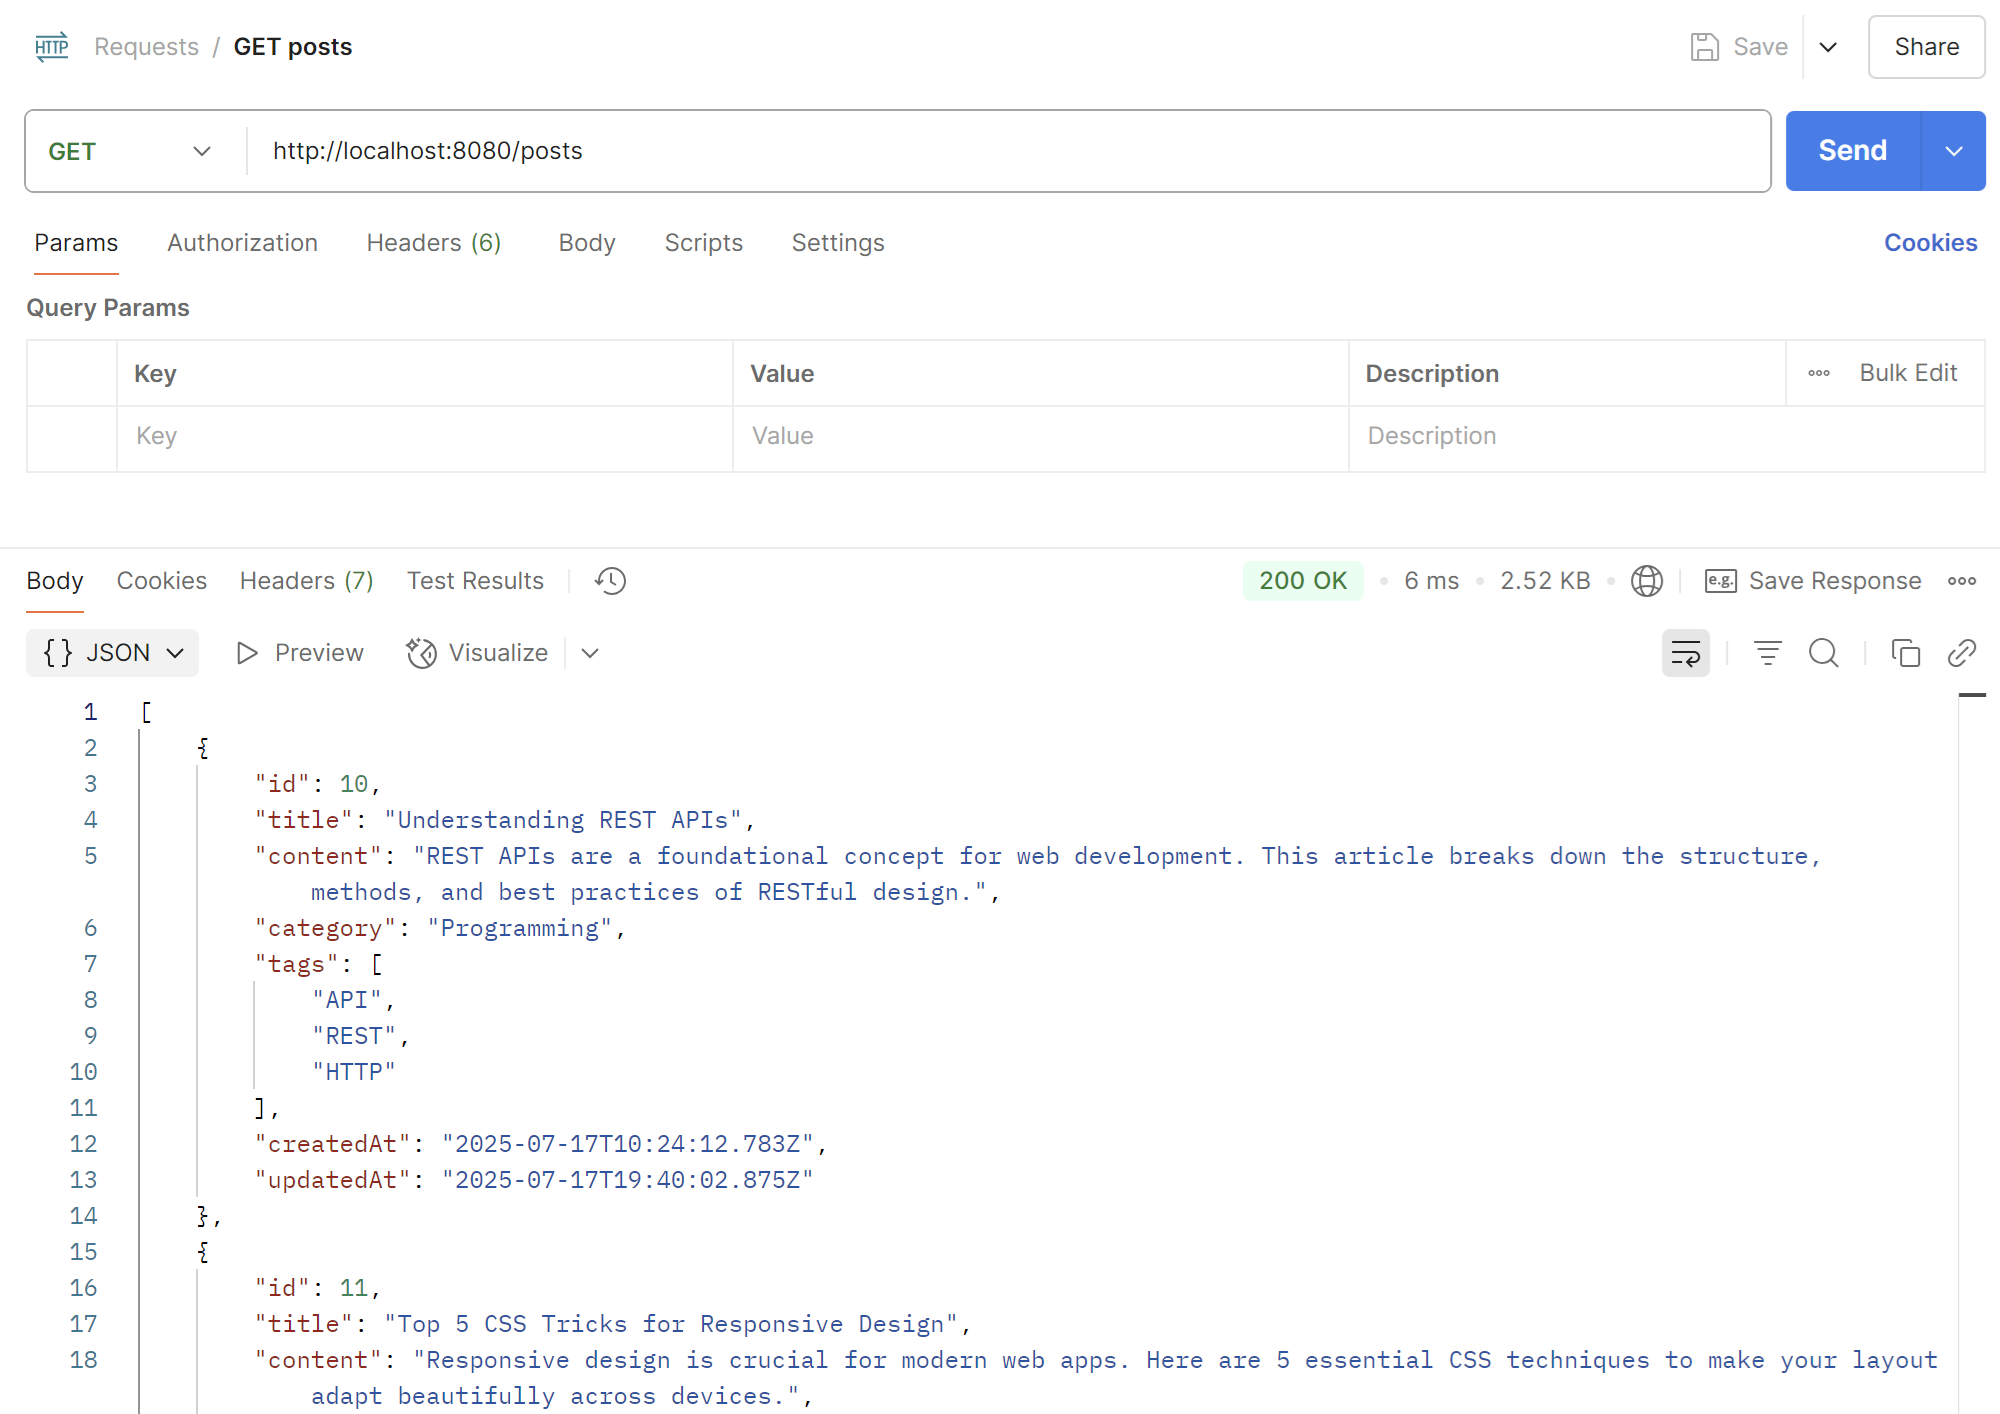 HTTP Requests / GET posts Save Share
GET http://localhost:8080/posts Send
Params Authorization Headers (6) Body Scripts Settings Cookies
Query Params
Key Value Description Bulk Edit
Key Value Description
Body Cookies Headers (7) Test Results 200 OK 6 ms 2.52 KB e.g. Save Response
{} JSON Preview Visualize
1 [
2 {
3 "id": 10,
4 "title": "Understanding REST APIs",
5 "content": "REST APIs are a foundational concept for web development. This article breaks down the structure,
methods, and best practices of RESTful design.",
6 "category": "Programming",
7 "tags": [
8 "API",
9 "REST",
10 "HTTP"
11 ],
12 "createdAt": "2025-07-17T10:24:12.783Z",
13 "updatedAt": "2025-07-17T19:40:02.875Z"
14 },
15 {
16 "id": 11,
17 "title": "Top 5 CSS Tricks for Responsive Design",
18 "content": "Responsive design is crucial for modern web apps. Here are 5 essential CSS techniques to make your layout
adapt beautifully across devices.",